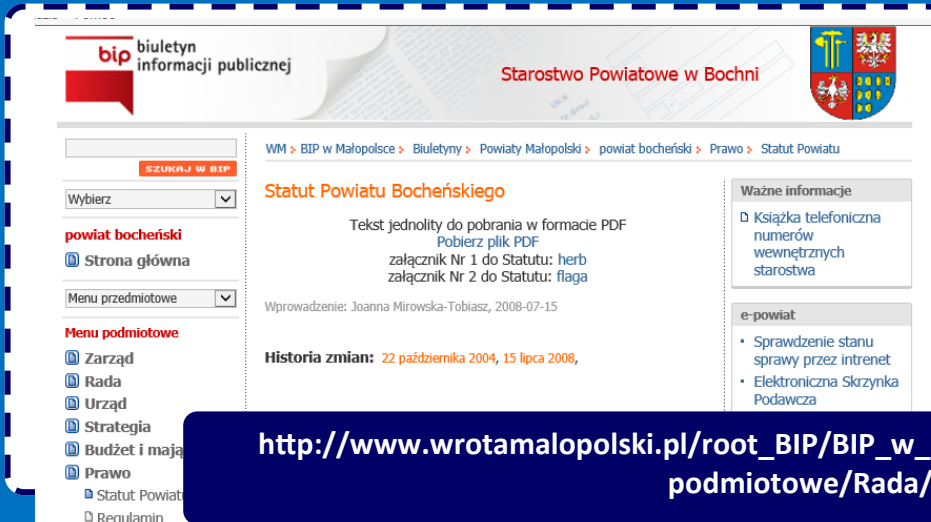 bip biuletyn
informacji publicznej
Starostwo Powiatowe w Bochni
SZUKAJ W BIP
Wybierz
powiat bocheński
Strona główna
Menu przedmiotowe
Menu podmiotowe
Zarząd
Rada
Urząd
Strategia
Budżet i mają
Prawo
Statut Powiatu
Regulamin
WM > BIP w Małopolsce > Biuletyny > Powiaty Małopolski > powiat bocheński > Prawo > Statut Powiatu
Statut Powiatu Bocheńskiego
Tekst jednolity do pobrania w formacie PDF
Pobierz plik PDF
załącznik Nr 1 do Statutu: herb
załącznik Nr 2 do Statutu: flaga
Wprowadzenie: Joanna Mirowska-Tobiasz, 2008-07-15
Historia zmian: 22 października 2004, 15 lipca 2008,
Ważne informacje
Książka telefoniczna
numerów
wewnętrznych
starostwa
e-powiat
Sprawdzenie stanu
sprawy przez intrenet
Elektroniczna Skrzynka
Podawcza
http://www.wrotamalopolski.pl/root_BIP/BIP_w_
podmiotowe/Rada/